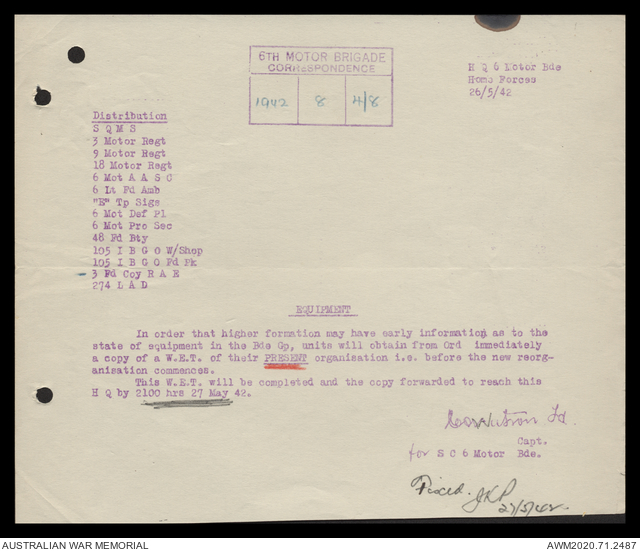 6TH MOTOR BRIGADE
CORRESPONDENCE
1942 8 4/8
H Q 6 Motor Bde
Home Forces
26/5/42
Distribution
S Q M S
3 Motor Regt
9 Motor Regt
18 Motor Regt
6 Mot A A S C
6 Lt Fd Amb
"E" Tp Sigs
6 Mot Def Pl
6 Mot Pro Sec
48 Fd Bty
105 I B G O W/Shop
105 I B G O Fd Pk
3 Fd Coy R A E
274 L A D
EQUIPMENT
In order that higher formation may have early information as to the
state of equipment in the Bde Gp, units will obtain from Ord immediately
a copy of a W.E.T. of their PRESENT organisation i.e. before the new reorg-
anisation commences.
This W.E.T. will be completed and the copy forwarded to reach this
H Q by 2100 hrs 27 May 42.
Capt.
for S C 6 Motor Bde.
27/5/42
AUSTRALIAN WAR MEMORIAL
AWM2020.71.2487